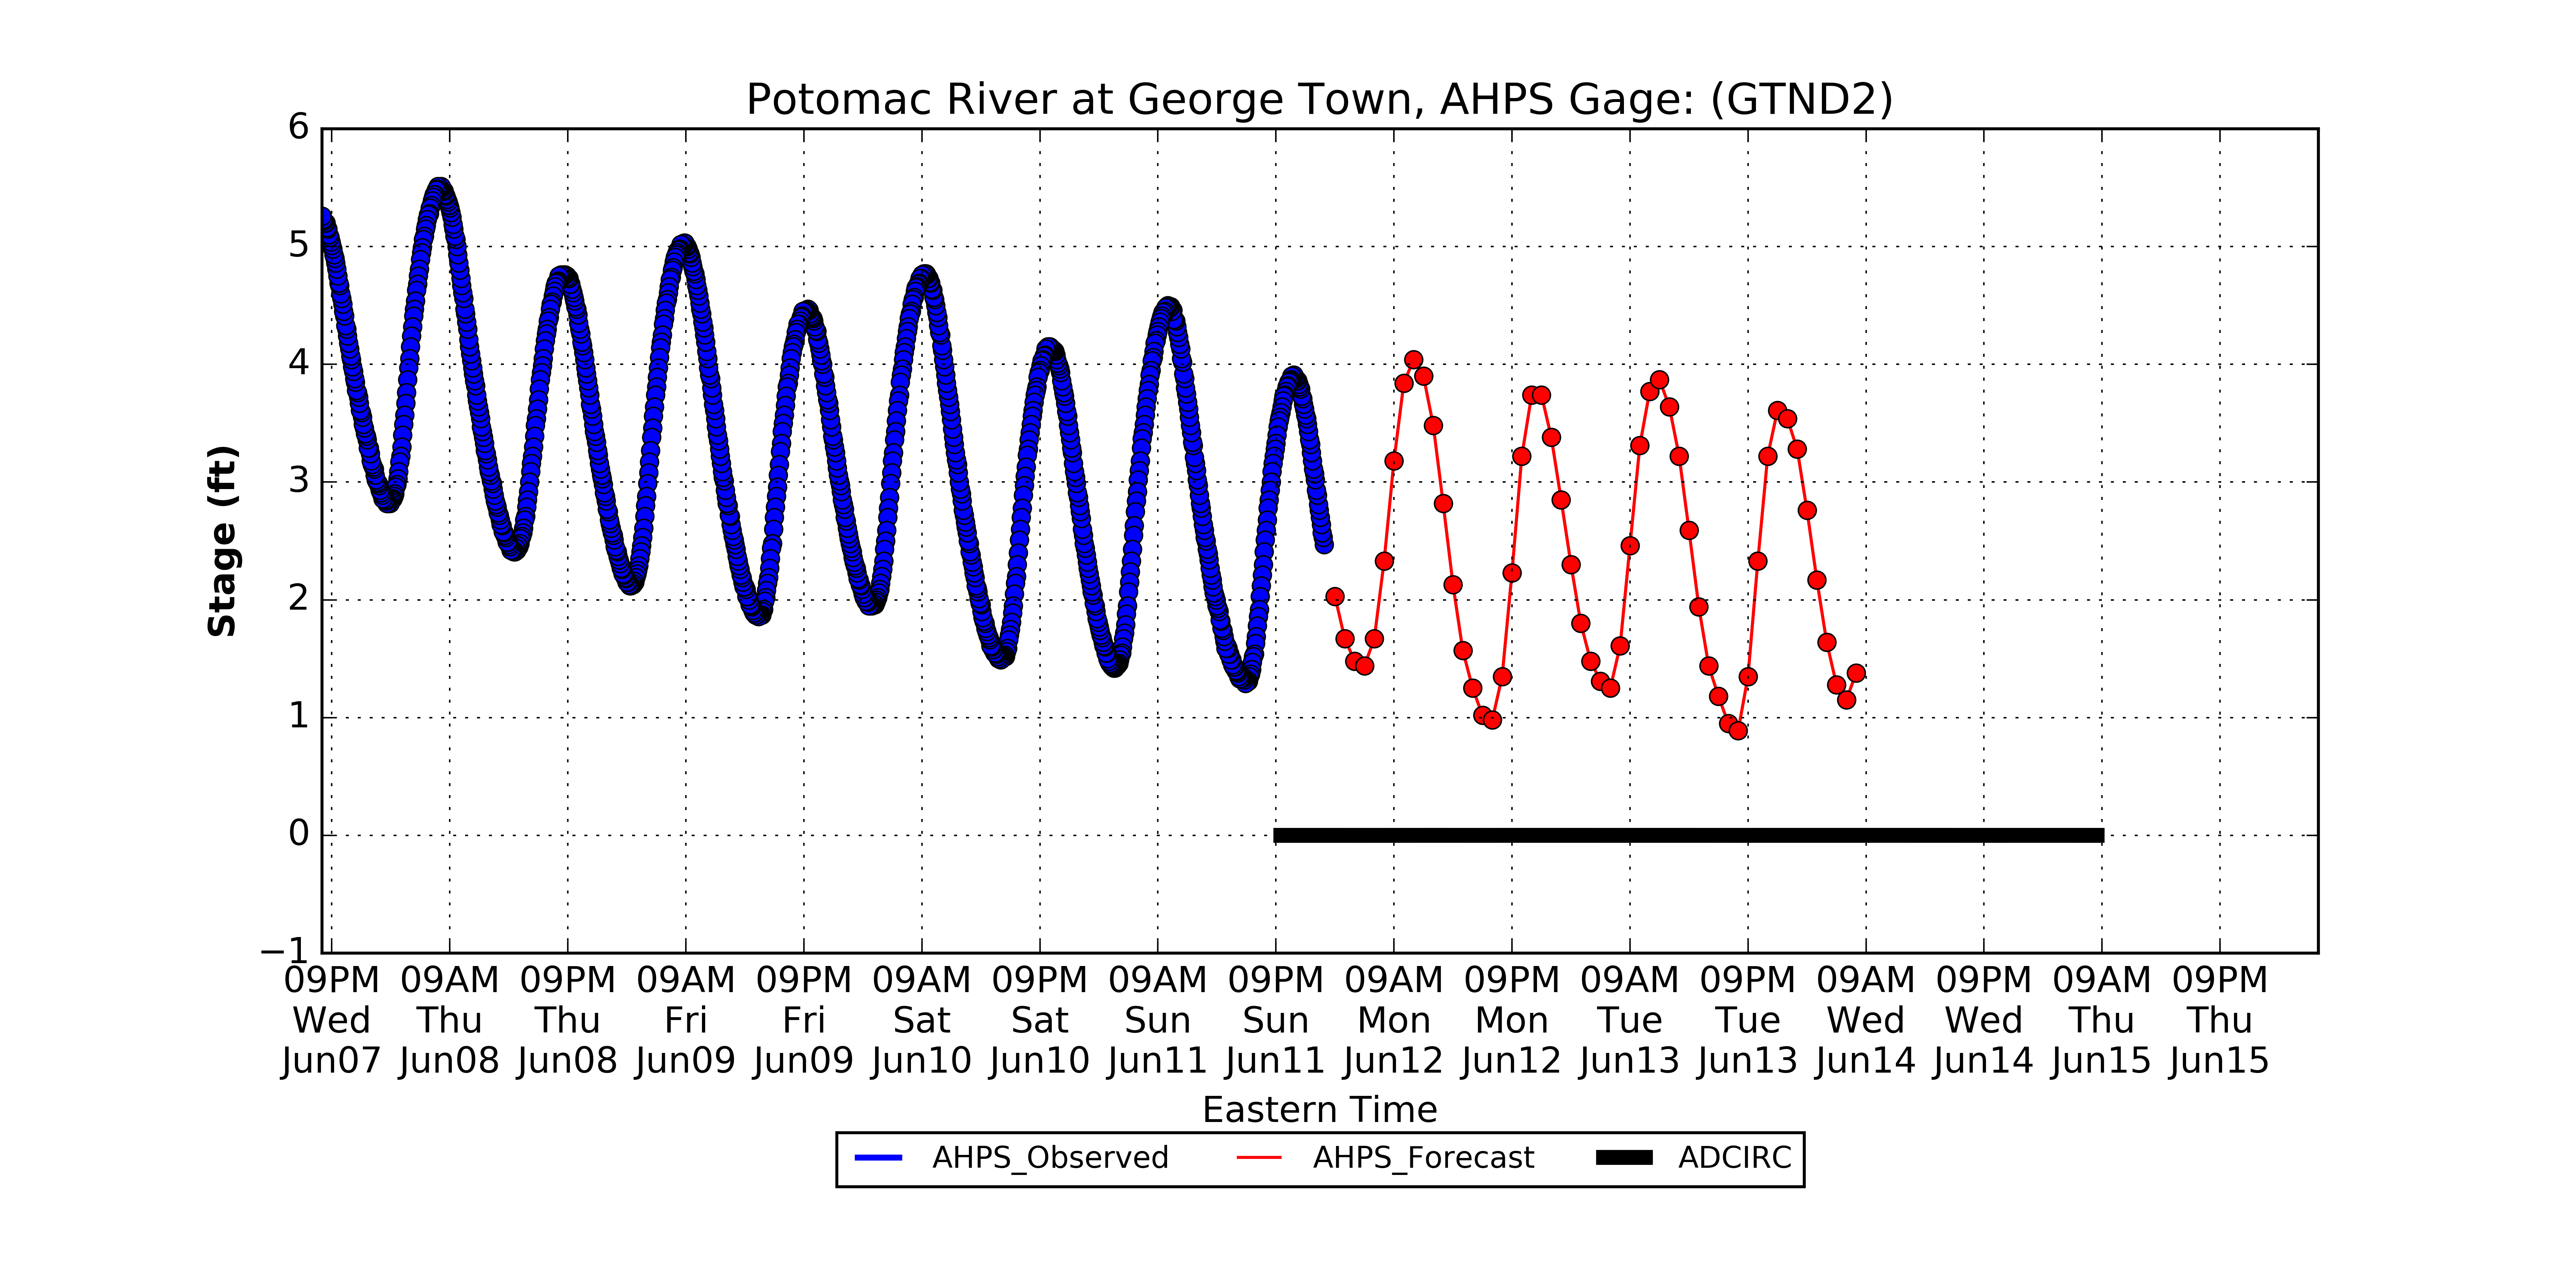 Potomac River at George Town, AHPS Gage: (GTND2)
6
5
4
3
2
1
0
−1
Stage (ft)
09PM 09AM 09PM 09AM 09PM 09AM 09PM 09AM 09PM 09AM 09PM 09AM 09PM 09AM 09PM 09AM 09PM
Wed Thu Thu Fri Fri Sat Sat Sun Sun Mon Mon Tue Tue Wed Wed Thu Thu
Jun07 Jun08 Jun08 Jun09 Jun09 Jun10 Jun10 Jun11 Jun11 Jun12 Jun12 Jun13 Jun13 Jun14 Jun14 Jun15 Jun15
Eastern Time
AHPS_Observed AHPS_Forecast ADCIRC